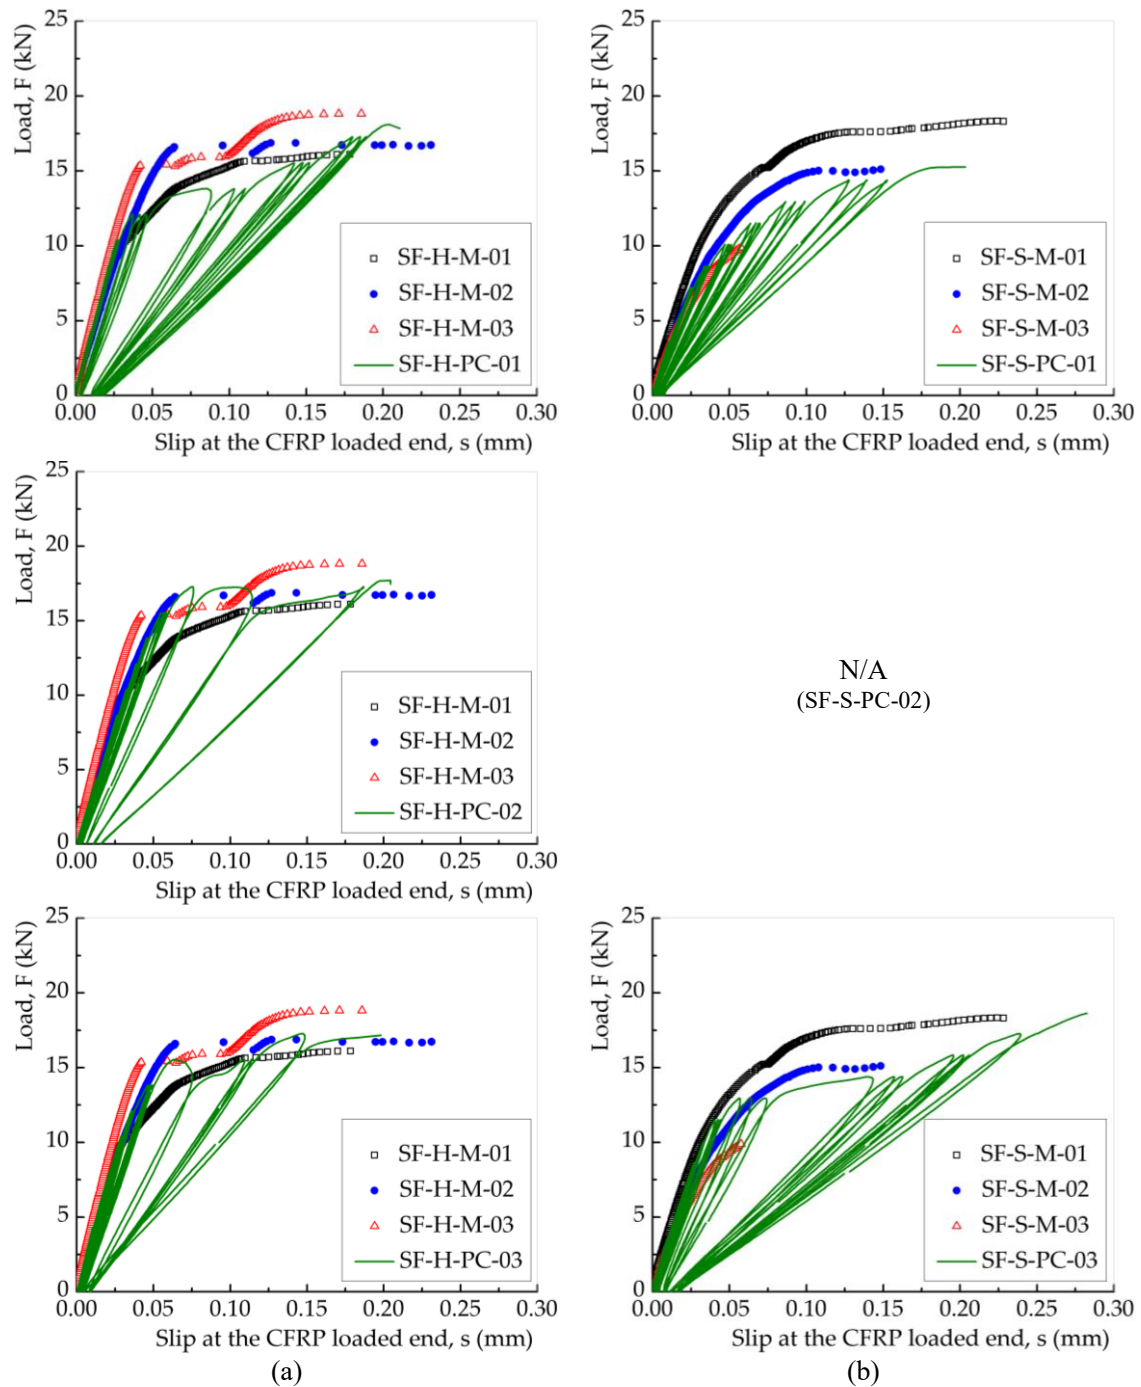 Load, F (kN)
25
20
15
10
5
0
0.00 0.05 0.10 0.15 0.20 0.25 0.30
Slip at the CFRP loaded end, s (mm)
SF-H-M-01
SF-H-M-02
SF-H-M-03
SF-H-PC-01
Load, F (kN)
25
20
15
10
5
0
0.00 0.05 0.10 0.15 0.20 0.25 0.30
Slip at the CFRP loaded end, s (mm)
SF-S-M-01
SF-S-M-02
SF-S-M-03
SF-S-PC-01
Load, F (kN)
25
20
15
10
5
0
0.00 0.05 0.10 0.15 0.20 0.25 0.30
Slip at the CFRP loaded end, s (mm)
SF-H-M-01
SF-H-M-02
SF-H-M-03
SF-H-PC-02
N/A
(SF-S-PC-02)
Load, F (kN)
25
20
15
10
5
0
0.00 0.05 0.10 0.15 0.20 0.25 0.30
Slip at the CFRP loaded end, s (mm)
SF-H-M-01
SF-H-M-02
SF-H-M-03
SF-H-PC-03
(a)
Load, F (kN)
25
20
15
10
5
0
0.00 0.05 0.10 0.15 0.20 0.25 0.30
Slip at the CFRP loaded end, s (mm)
SF-S-M-01
SF-S-M-02
SF-S-M-03
SF-S-PC-03
(b)